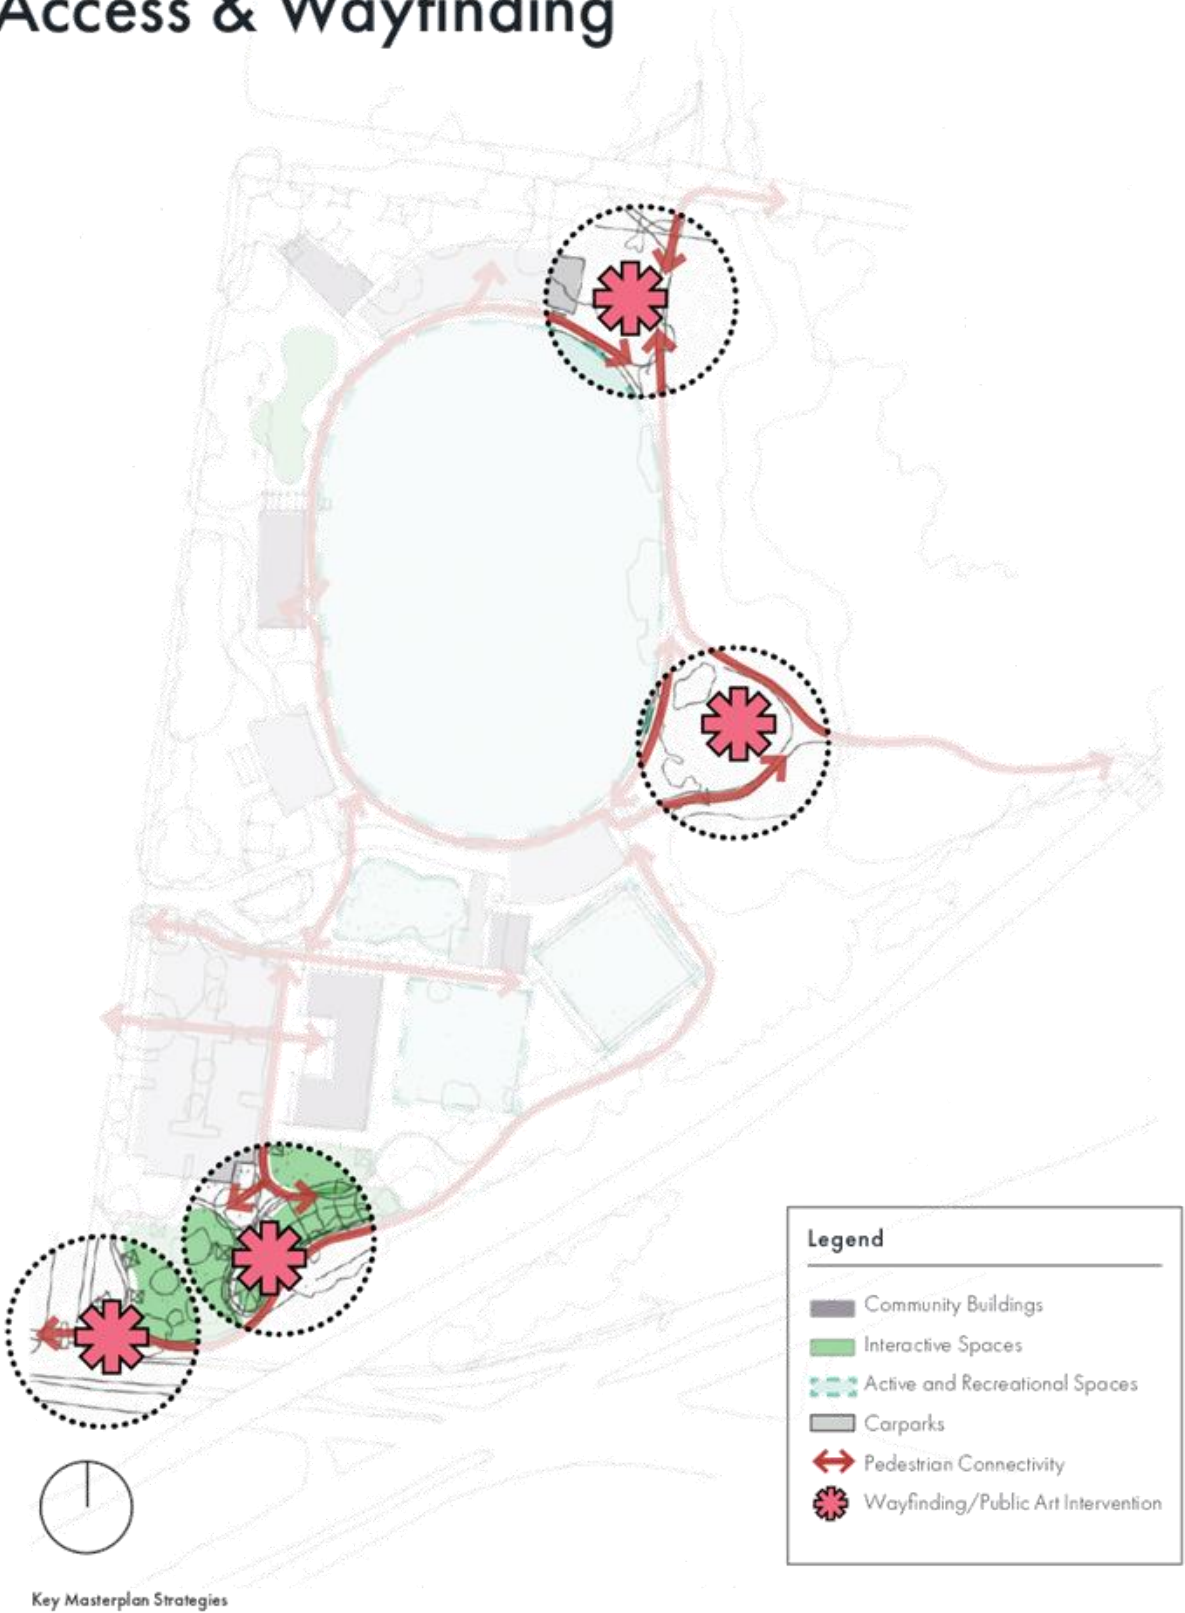 Access & Wayfinding
Legend
Community Buildings
Interactive Spaces
Active and Recreational Spaces
Carparks
Pedestrian Connectivity
Wayfinding/Public Art Intervention
Key Masterplan Strategies